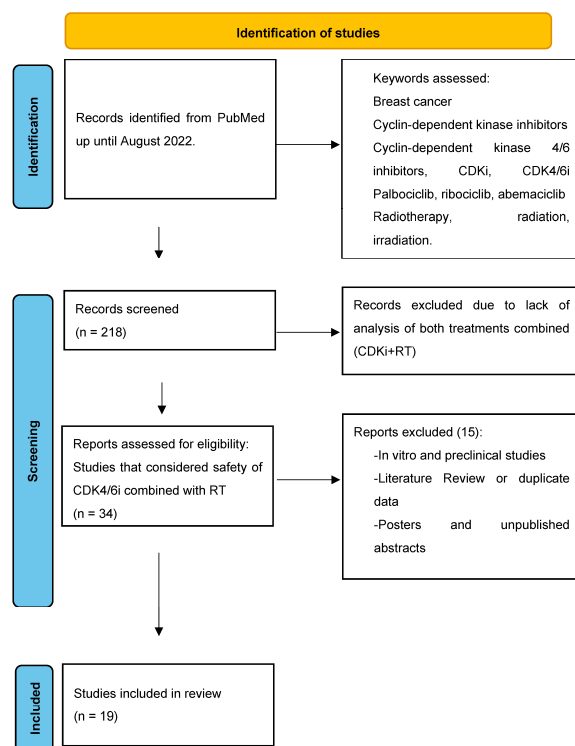 Identification of studies
Identification
Records identified from PubMed
up until August 2022.
Keywords assessed:
Breast cancer
Cyclin-dependent kinase inhibitors
Cyclin-dependent kinase 4/6
inhibitors, CDKi, CDK4/6i
Palbociclib, ribociclib, abemaciclib
Radiotherapy, radiation,
irradiation.
Screening
Records screened
(n = 218)
Records excluded due to lack of
analysis of both treatments combined
(CDKi+RT)
Reports assessed for eligibility:
Studies that considered safety of
CDK4/6i combined with RT
(n = 34)
Reports excluded (15):
-In vitro and preclinical studies
-Literature Review or duplicate
data
-Posters and unpublished
abstracts
Included
Studies included in review
(n = 19)